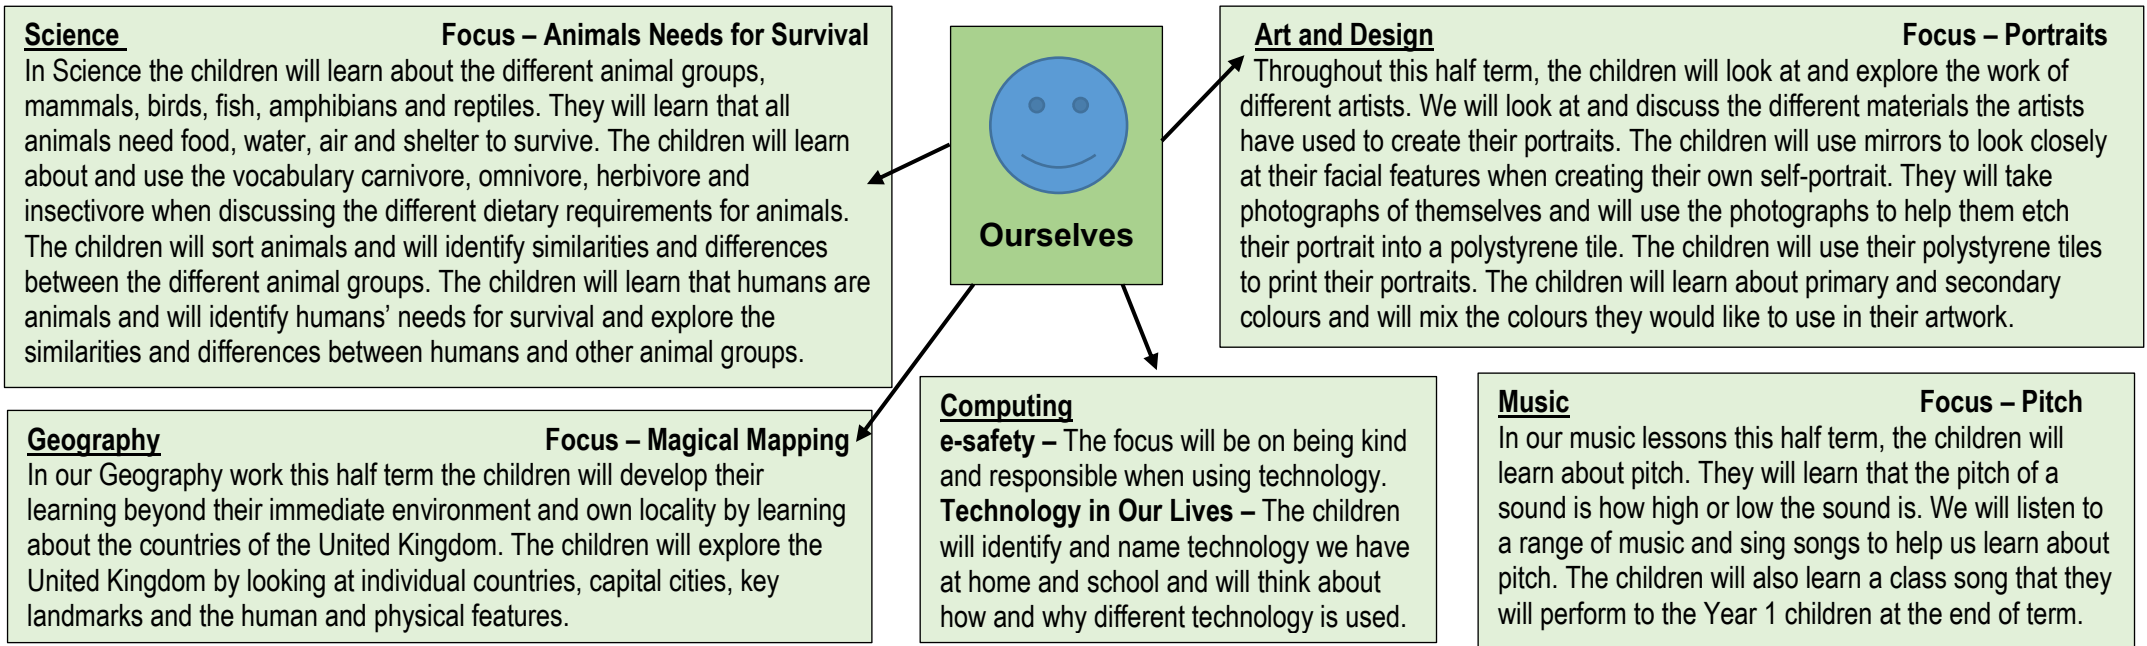 Science Focus – Animals Needs for Survival
In Science the children will learn about the different animal groups,
mammals, birds, fish, amphibians and reptiles. They will learn that all
animals need food, water, air and shelter to survive. The children will learn
about and use the vocabulary carnivore, omnivore, herbivore and
insectivore when discussing the different dietary requirements for animals.
The children will sort animals and will identify similarities and differences
between the different animal groups. The children will learn that humans are
animals and will identify humans’ needs for survival and explore the
similarities and differences between humans and other animal groups.
Ourselves
Art and Design Focus – Portraits
Throughout this half term, the children will look at and explore the work of
different artists. We will look at and discuss the different materials the artists
have used to create their portraits. The children will use mirrors to look closely
at their facial features when creating their own self-portrait. They will take
photographs of themselves and will use the photographs to help them etch
their portrait into a polystyrene tile. The children will use their polystyrene tiles
to print their portraits. The children will learn about primary and secondary
colours and will mix the colours they would like to use in their artwork.
Geography Focus – Magical Mapping
In our Geography work this half term the children will develop their
learning beyond their immediate environment and own locality by learning
about the countries of the United Kingdom. The children will explore the
United Kingdom by looking at individual countries, capital cities, key
landmarks and the human and physical features.
Computing
e-safety – The focus will be on being kind
and responsible when using technology.
Technology in Our Lives – The children
will identify and name technology we have
at home and school and will think about
how and why different technology is used.
Music Focus – Pitch
In our music lessons this half term, the children will
learn about pitch. They will learn that the pitch of a
sound is how high or low the sound is. We will listen to
a range of music and sing songs to help us learn about
pitch. The children will also learn a class song that they
will perform to the Year 1 children at the end of term.